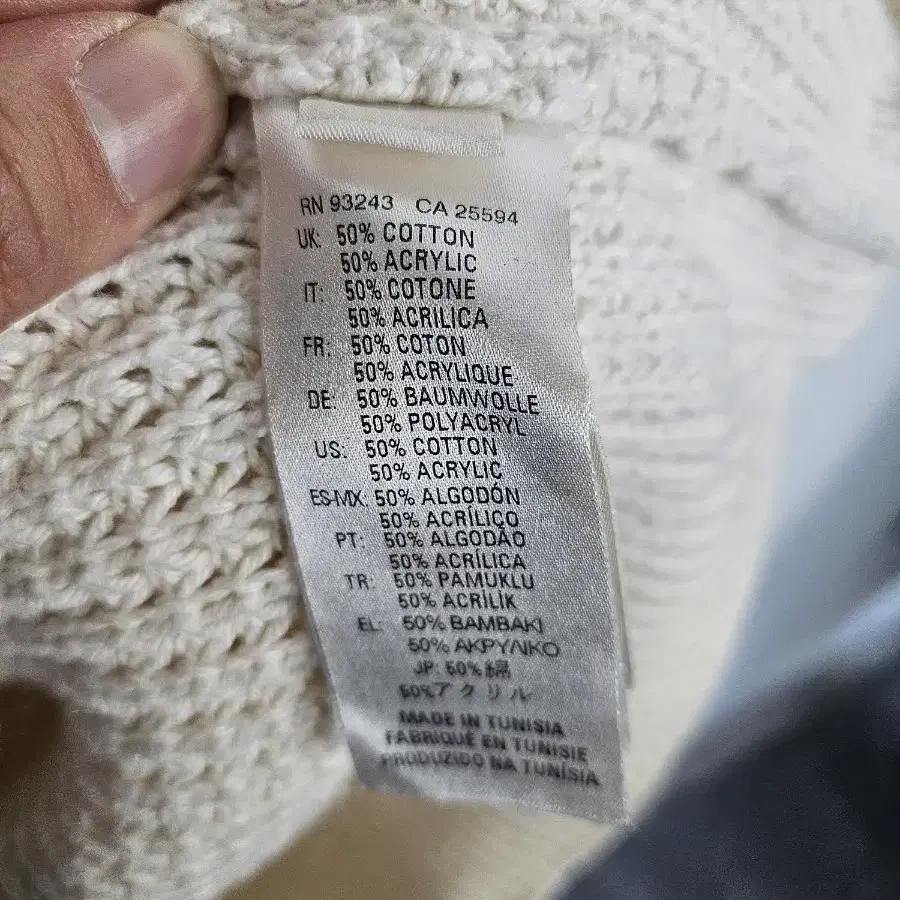 RN 93243 CA 25594
UK: 50% COTTON
50% ACRYLIC
IT: 50% COTONE
50% ACRILICA
FR: 50% COTON
50% ACRYLIQUE
DE: 50% BAUMWOLLE
50% POLYACRYL
US: 50% COTTON
50% ACRYLIC
ES-MX: 50% ALGODÓN
50% ACRÍLICO
PT: 50% ALGODÃO
50% ACRÍLICA
TR: 50% PAMUKLU
50% ACRİLİK
EL: 50% ΒΑΜΒΑΚΙ
50% ΑΚΡΥΛΙΚΟ
JP: 50% 綿
50% アクリル
MADE IN TUNISIA
FABRIQUÉ EN TUNISIE
PRODUZIDO NA TUNÍSIA